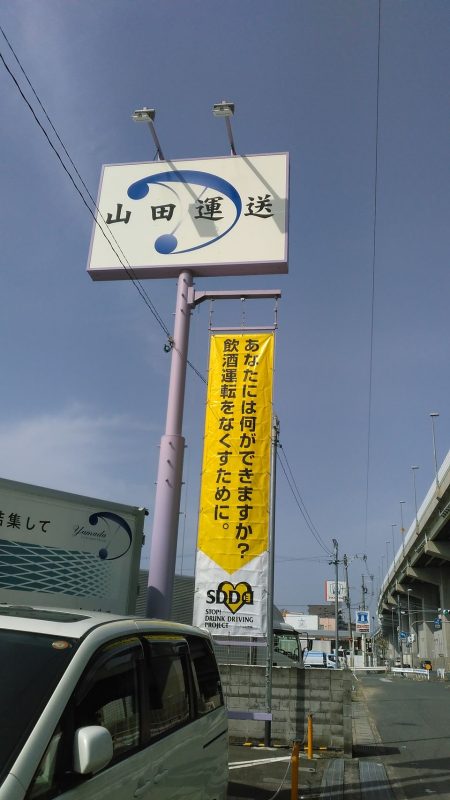 山田運送
あなたには何ができますか?
飲酒運転をなくすために。
SDD
STOP!
DRUNK DRIVING
PROJECT
結集して
Yamada